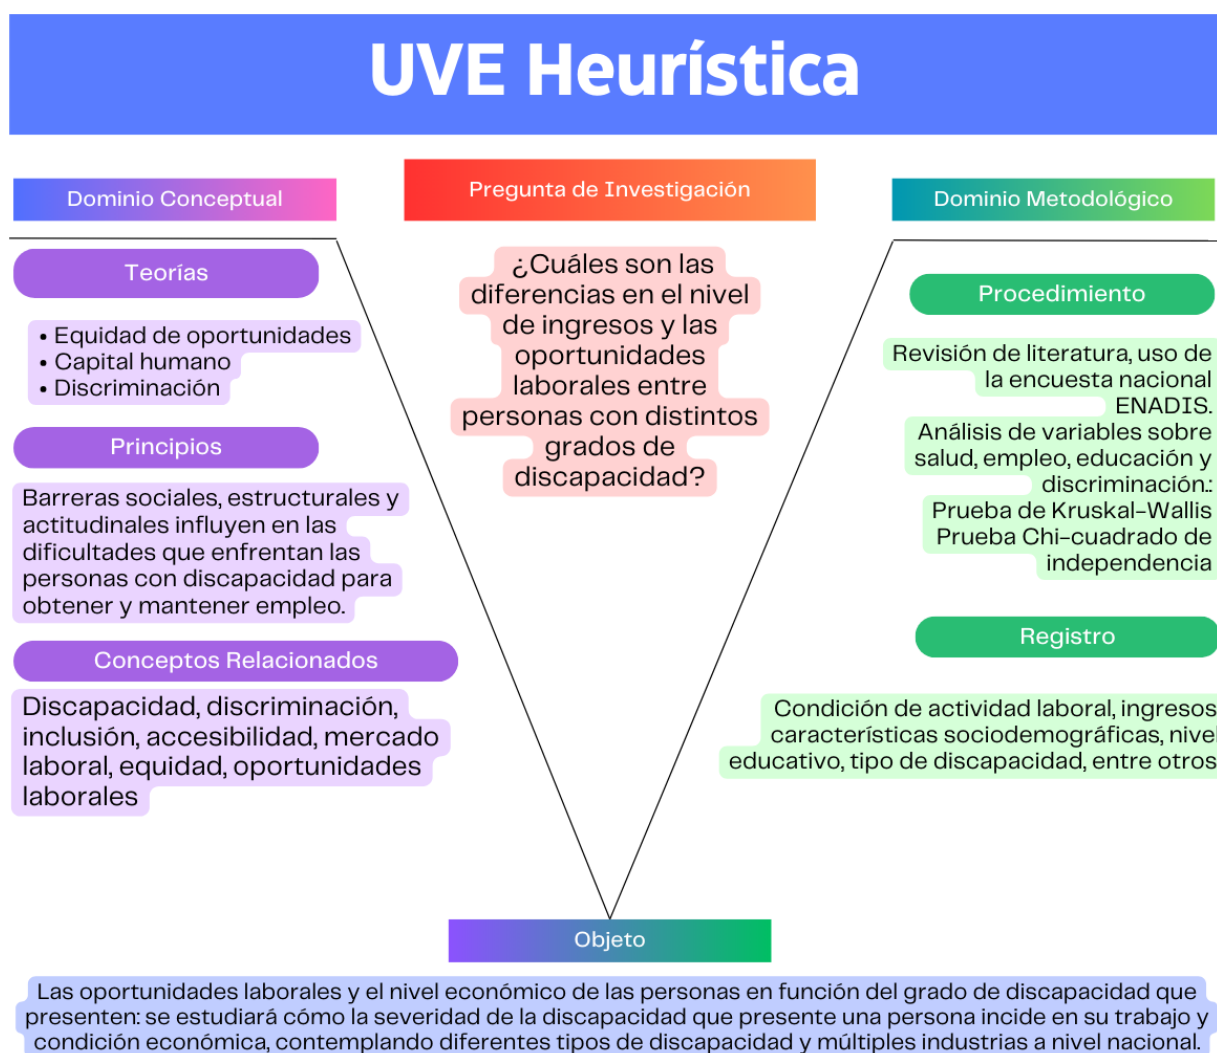 UVE Heurística
Dominio Conceptual
Teorías
• Equidad de oportunidades
• Capital humano
• Discriminación
Principios
Barreras sociales, estructurales y
actitudinales influyen en las
dificultades que enfrentan las
personas con discapacidad para
obtener y mantener empleo.
Conceptos Relacionados
Discapacidad, discriminación,
inclusión, accesibilidad, mercado
laboral, equidad, oportunidades
laborales
Pregunta de Investigación
¿Cuáles son las
diferencias en el nivel
de ingresos y las
oportunidades
laborales entre
personas con distintos
grados de
discapacidad?
Dominio Metodológico
Procedimiento
Revisión de literatura, uso de
la encuesta nacional
ENADIS.
Análisis de variables sobre
salud, empleo, educación y
discriminación.:
Prueba de Kruskal-Wallis
Prueba Chi-cuadrado de
independencia
Registro
Condición de actividad laboral, ingresos
características sociodemográficas, nivel
educativo, tipo de discapacidad, entre otros
Objeto
Las oportunidades laborales y el nivel económico de las personas en función del grado de discapacidad que
presenten: se estudiará cómo la severidad de la discapacidad que presente una persona incide en su trabajo y
condición económica, contemplando diferentes tipos de discapacidad y múltiples industrias a nivel nacional.